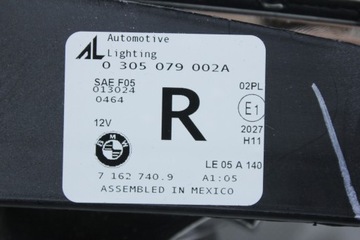 AL Automotive
Lighting
0 305 079 002A
SAE F05
013024
0464
02PL
E1
12V
R
2027
H11
BMW
LE 05 A 140
7 162 740.9
A1:05
ASSEMBLED IN MEXICO